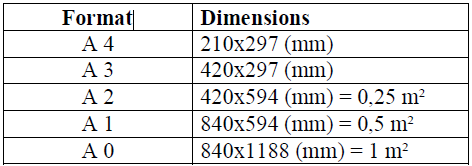 Format Dimensions
A 4 210x297 (mm)
A 3 420x297 (mm)
A 2 420x594 (mm) = 0,25 m²
A 1 840x594 (mm) = 0,5 m²
A 0 840x1188 (mm) = 1 m²